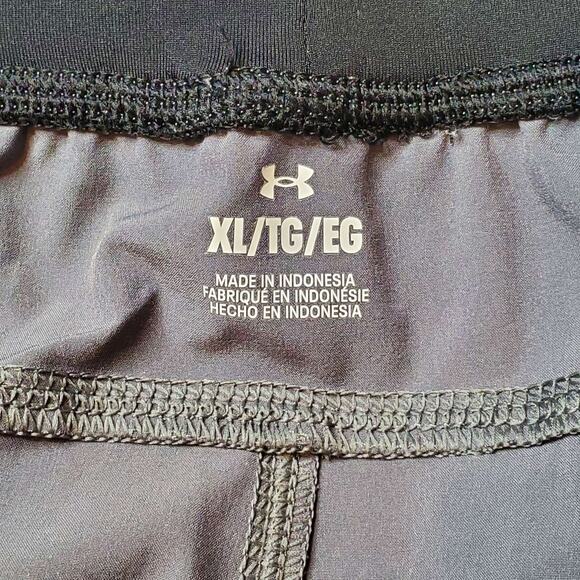 XL/TG/EG
MADE IN INDONESIA
FABRIQUÉ EN INDONÉSIE
HECHO EN INDONESIA